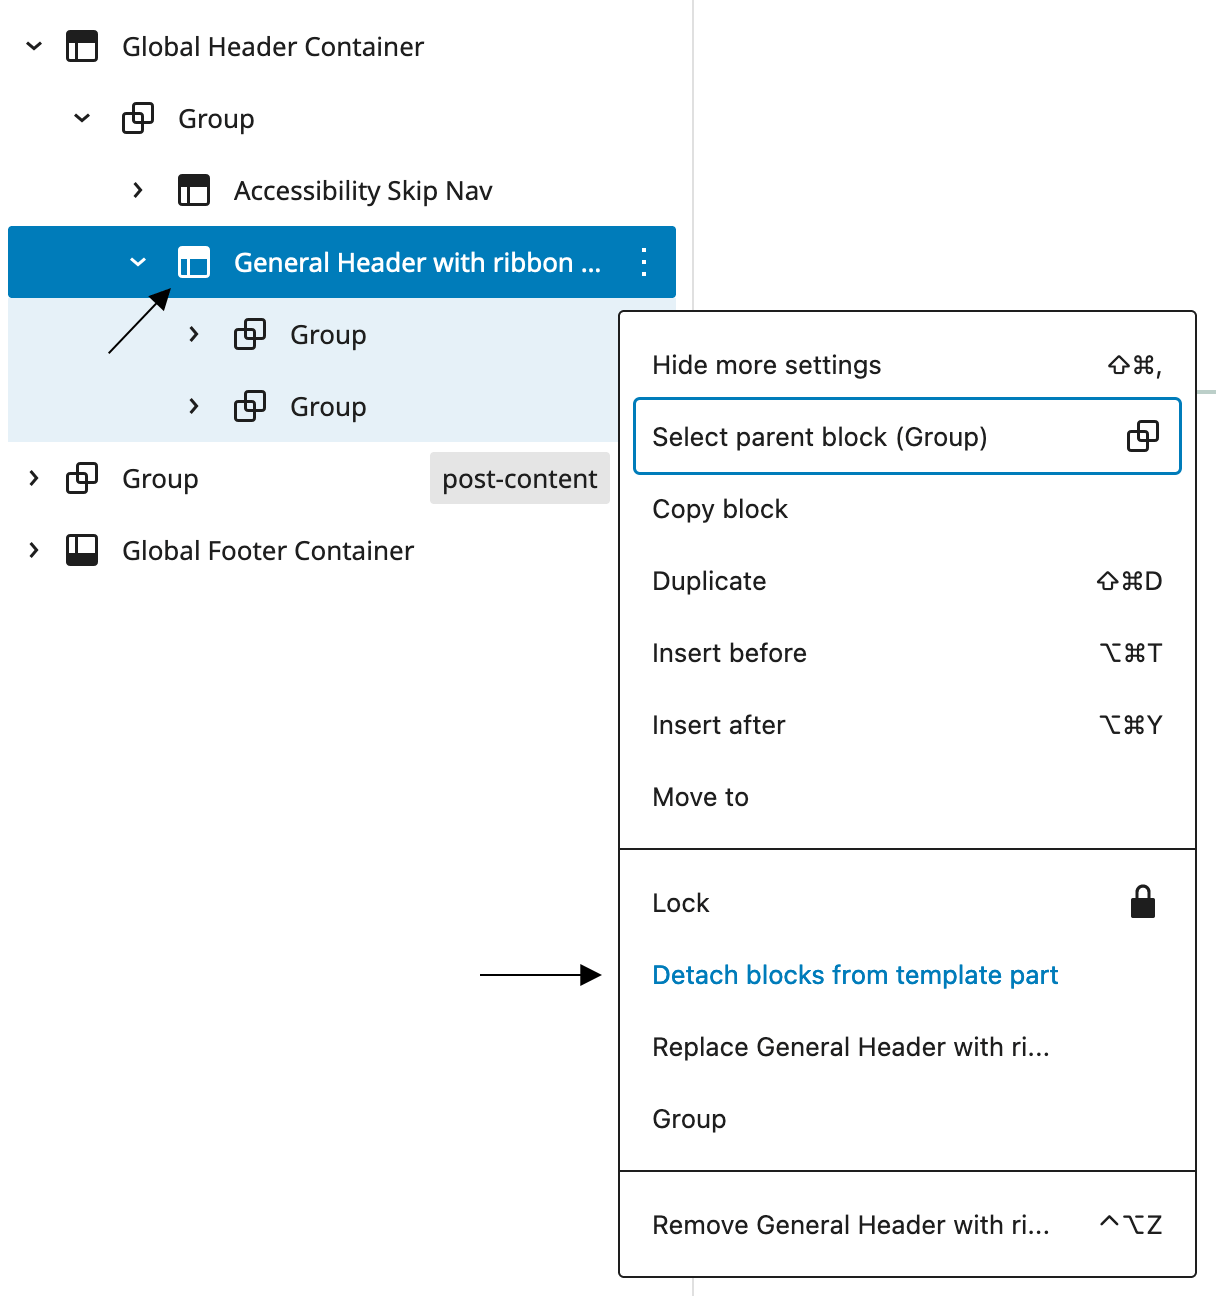 Global Header Container
Group
Accessibility Skip Nav
General Header with ribbon ...
Group
Group
Group post-content
Global Footer Container
Hide more settings ⇧⌘,
Select parent block (Group)
Copy block
Duplicate ⇧⌘D
Insert before ⌥⌘T
Insert after ⌥⌘Y
Move to
Lock
Detach blocks from template part
Replace General Header with ri...
Group
Remove General Header with ri... ⌃⌥Z